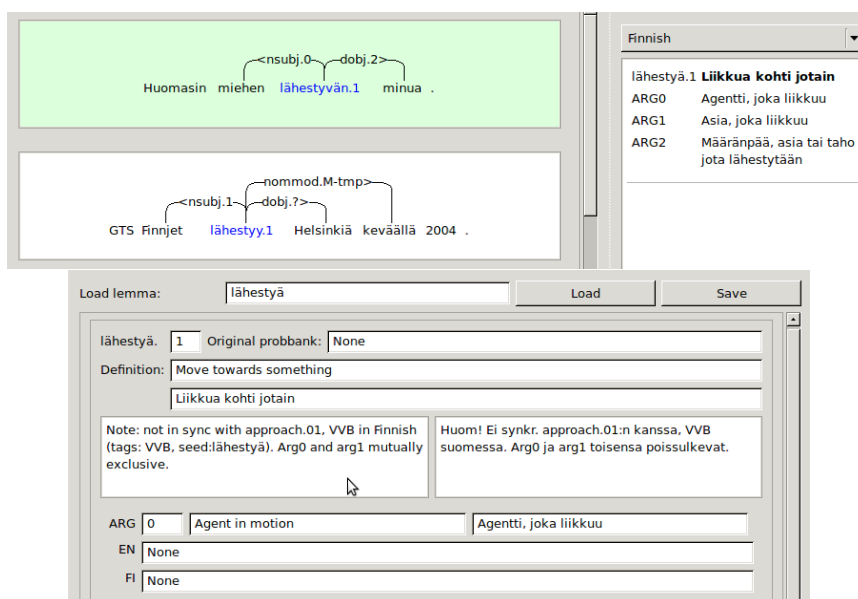 <nsubj.0 dobj.2>
Huomasin miehen lähestyvän.1 minua .
nommod.M-tmp>
<nsubj.1 dobj.?>
GTS Finnjet lähestyy.1 Helsinkiä keväällä 2004 .
Finnish
lähestyä.1 Liikkua kohti jotain
ARG0 Agentti, joka liikkuu
ARG1 Asia, joka liikkuu
ARG2 Määränpää, asia tai taho
jota lähestytään
Load lemma: lähestyä Load Save
lähestyä. 1 Original probbank: None
Definition: Move towards something
Liikkua kohti jotain
Note: not in sync with approach.01, VVB in Finnish
(tags: VVB, seed:lähestyä). Arg0 and arg1 mutually
exclusive.
Huom! Ei synkr. approach.01:n kanssa, VVB
suomessa. Arg0 ja arg1 toisensa poissulkevat.
ARG 0 Agent in motion Agentti, joka liikkuu
EN None
FI None